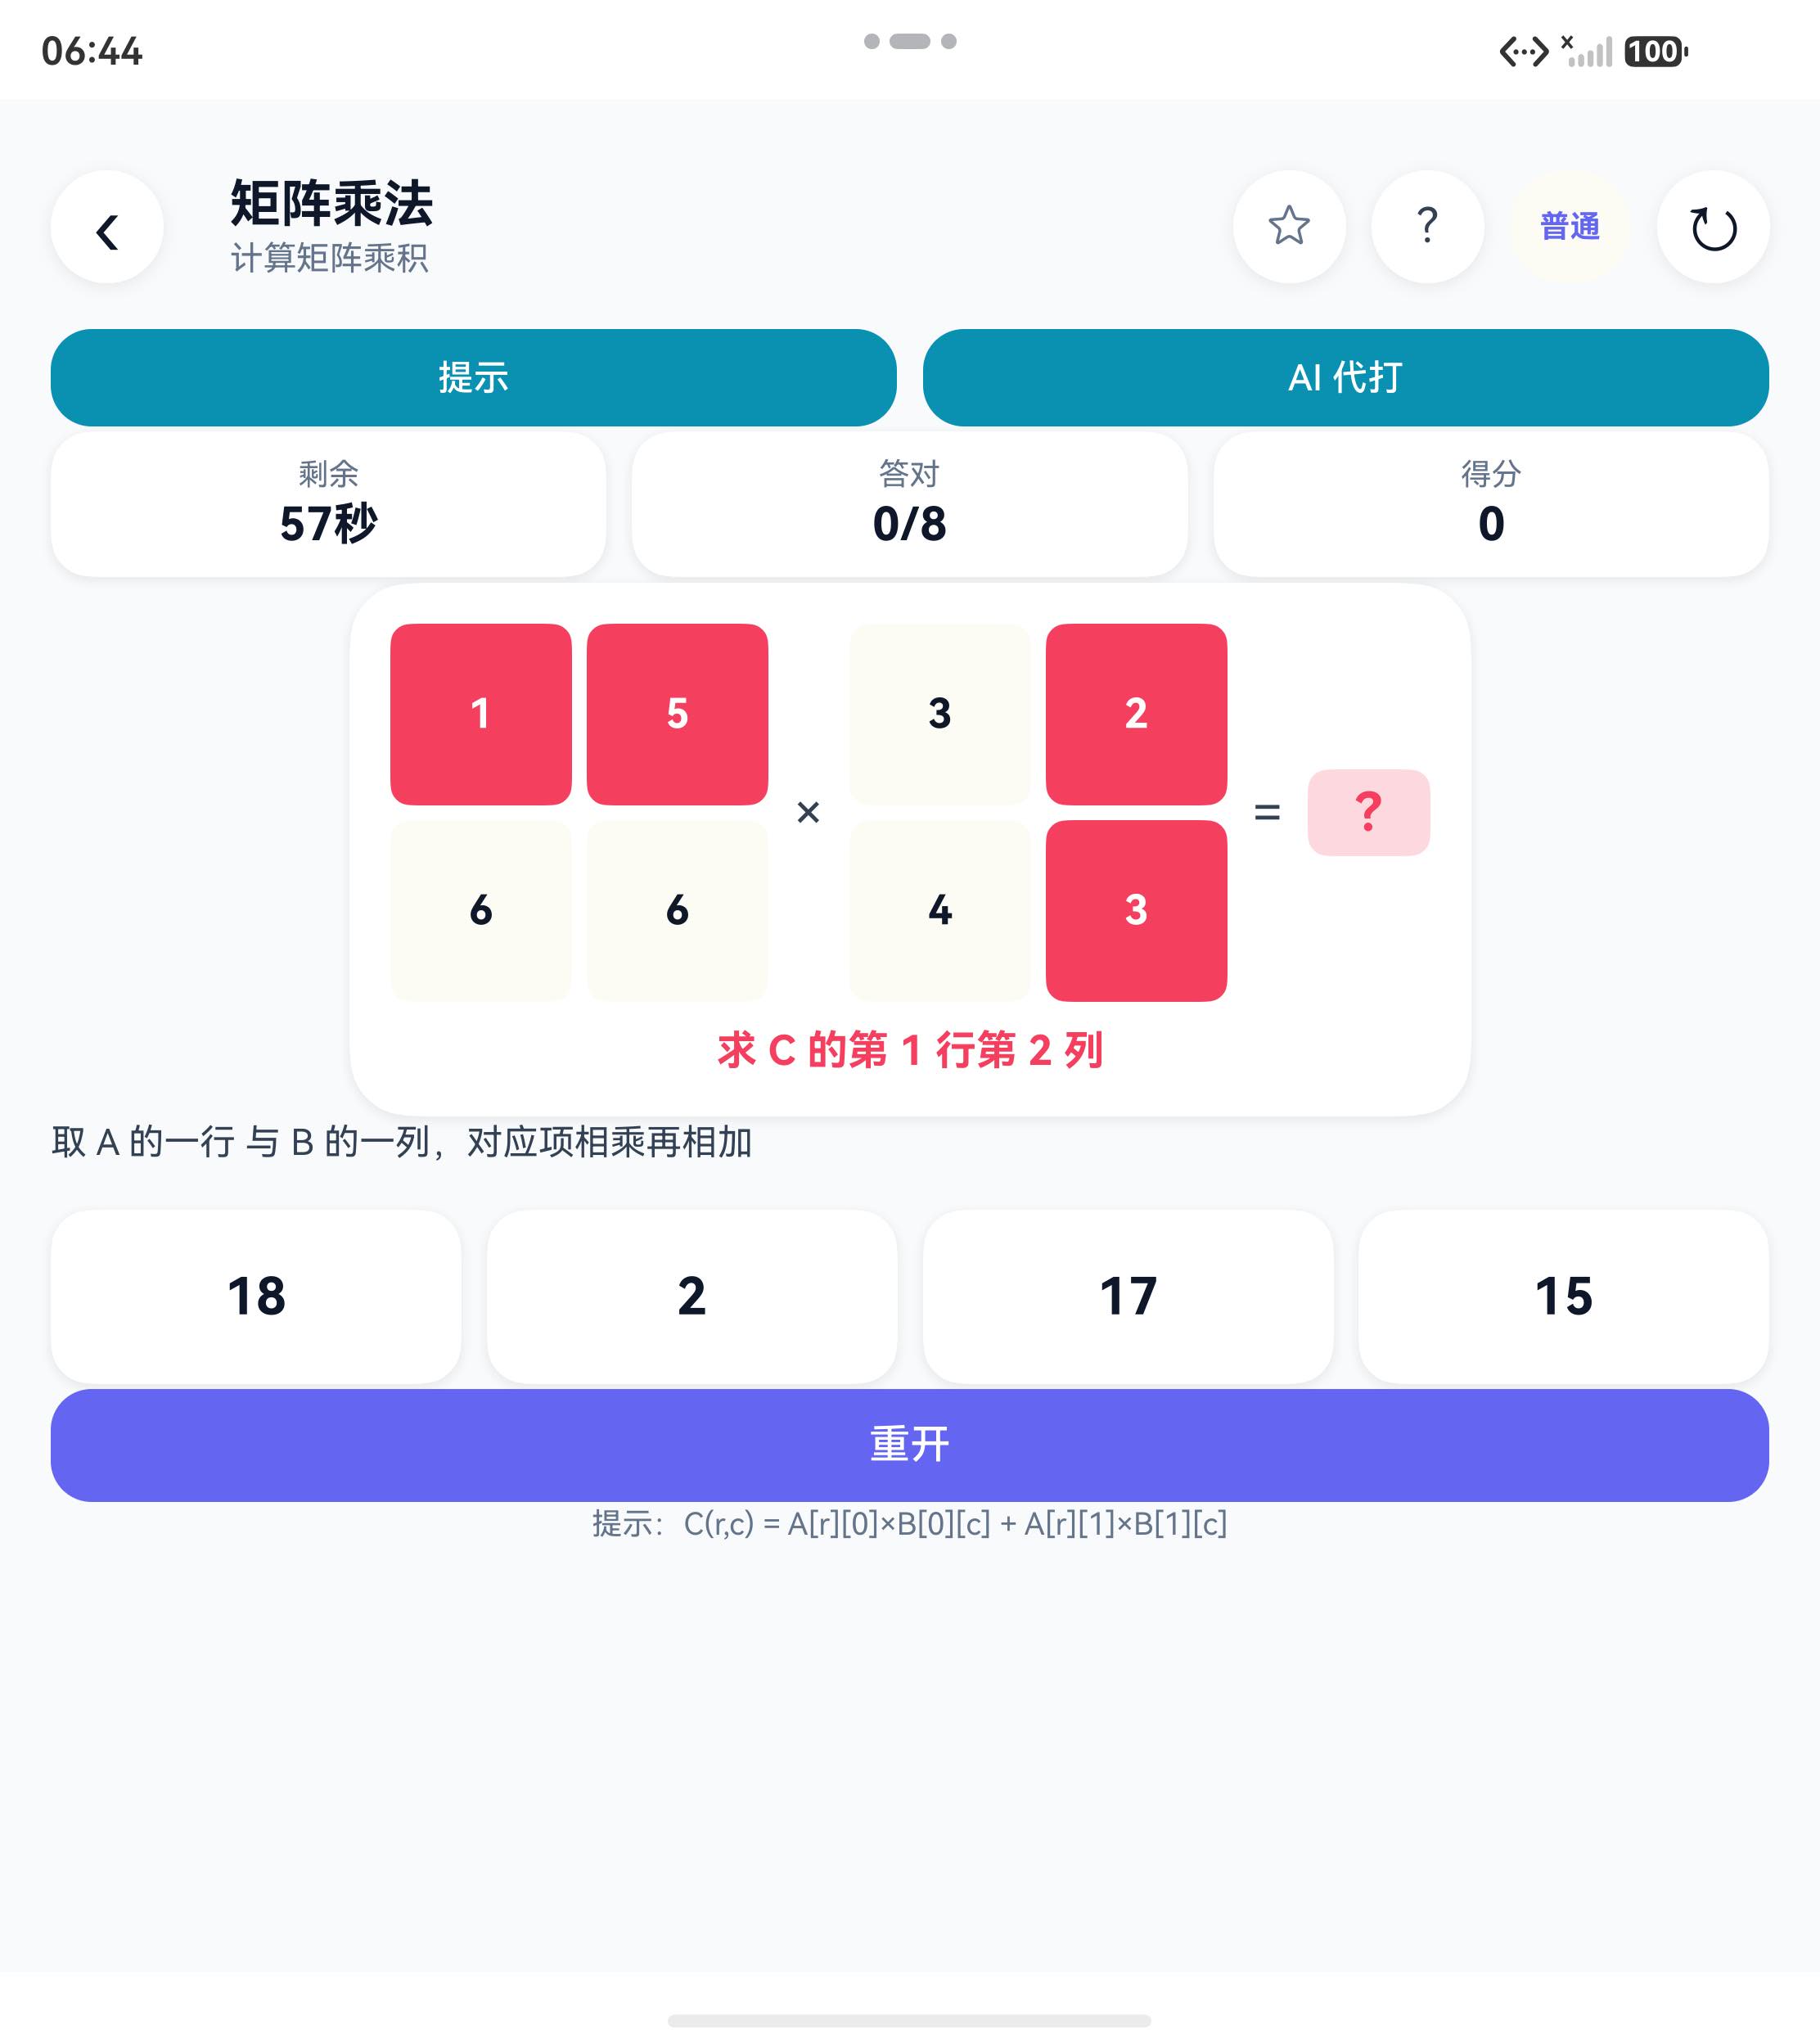 06:44
100
矩阵乘法
计算矩阵乘积
?
普通
提示
AI 代打
剩余
57秒
答对
0/8
得分
0
1 5 3 2
× = ?
6 6 4 3
求 C 的第 1 行第 2 列
取 A 的一行 与 B 的一列，对应项相乘再相加
18
2
17
15
重开
提示：C(r,c) = A[r][0]×B[0][c] + A[r][1]×B[1][c]